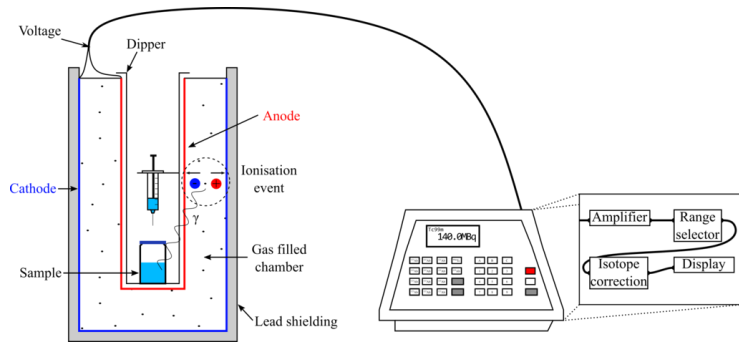 Voltage
Dipper
Anode
Cathode
Ionisation
event
γ
Gas filled
chamber
Sample
Lead shielding
Tc99m
140.0MBq
Amplifier
Range
selector
Isotope
correction
Display